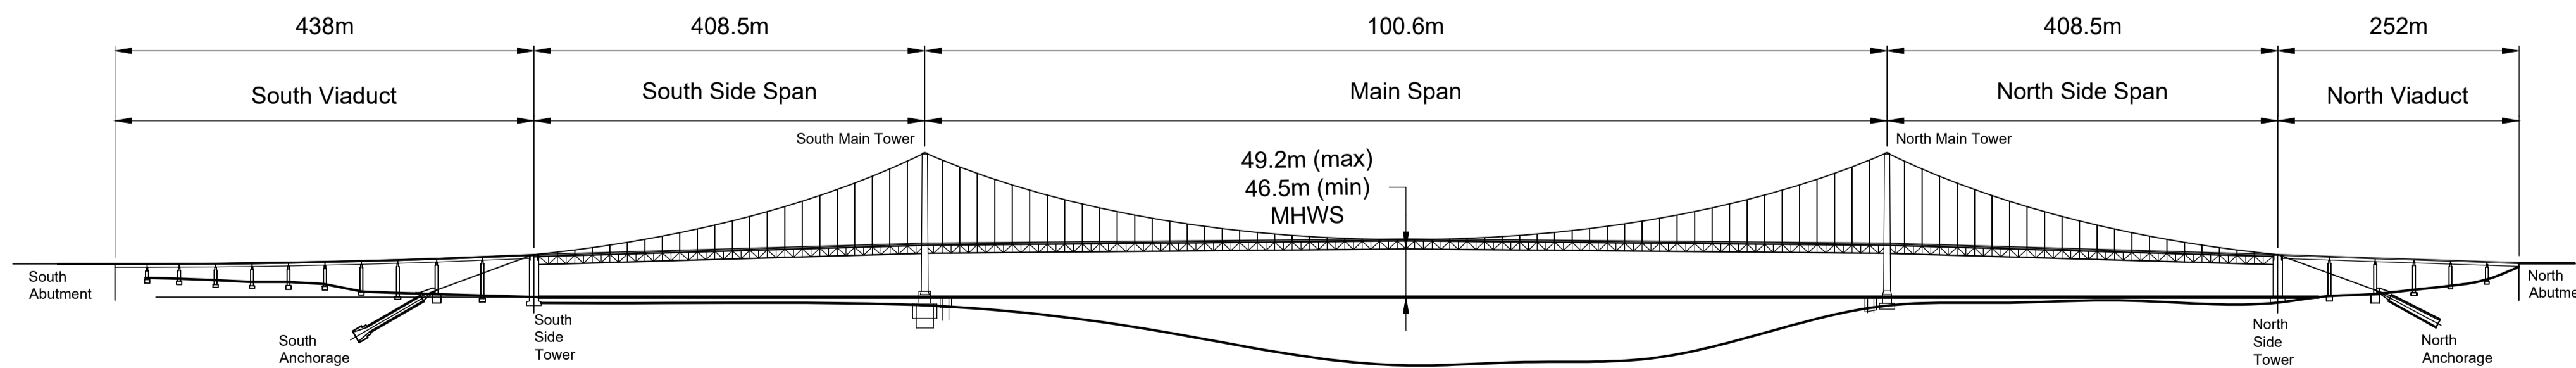 438m
408.5m
100.6m
408.5m
252m
South Viaduct
South Side Span
Main Span
North Side Span
North Viaduct
South Main Tower
North Main Tower
49.2m (max)
46.5m (min)
MHWS
South
Abutment
South
Anchorage
South
Side
Tower
North
Side
Tower
North
Anchorage
North
Abutme